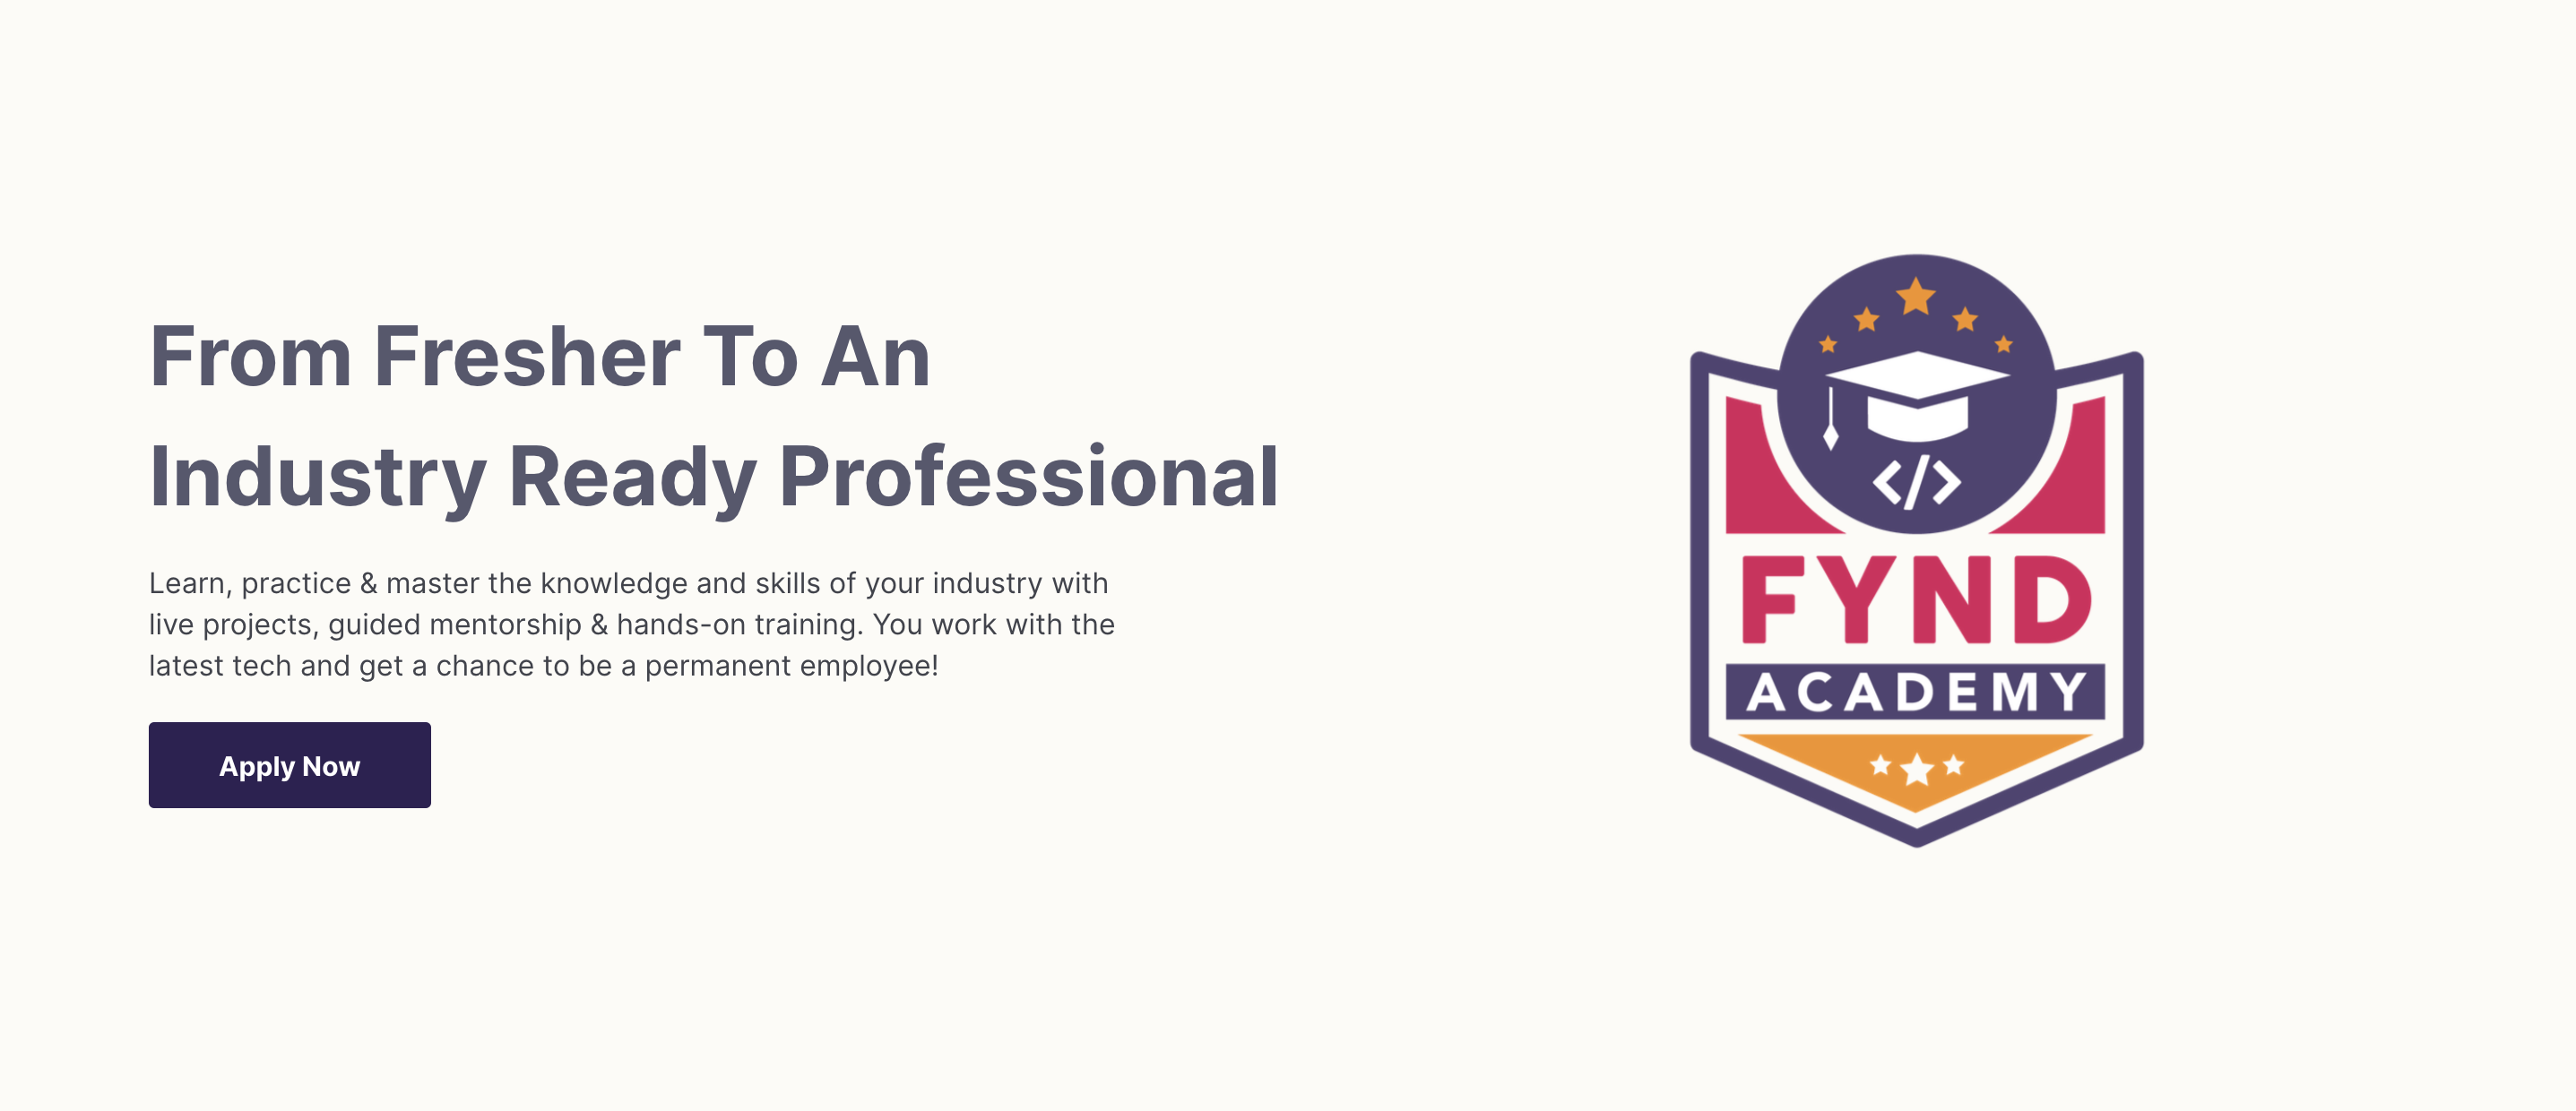 From Fresher To An
Industry Ready Professional
Learn, practice & master the knowledge and skills of your industry with
live projects, guided mentorship & hands-on training. You work with the
latest tech and get a chance to be a permanent employee!
Apply Now
</>
FYND
ACADEMY